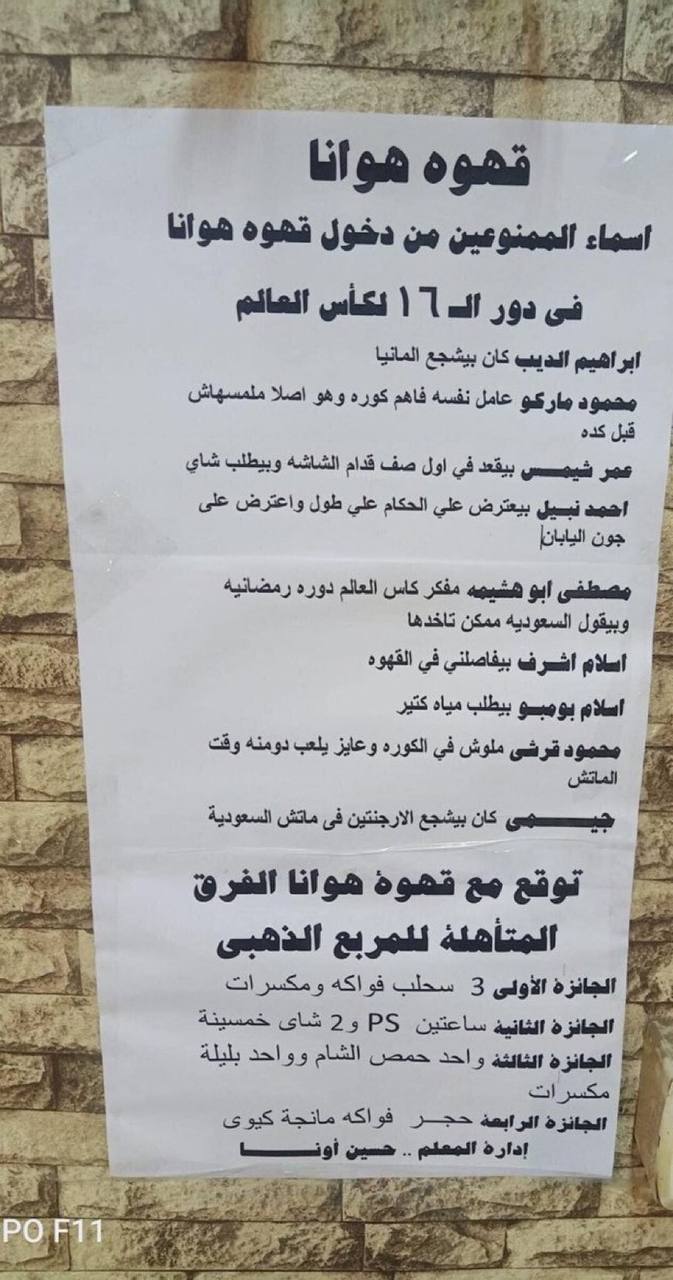 قهوه هوانا
اسماء الممنوعين من دخول قهوه هوانا
فى دور الـ ١٦ لكأس العالم
ابراهيم الديب كان بيشجع المانيا
محمود ماركو عامل نفسه فاهم كوره وهو اصلا ملمسهاش
قبل كده
عمر شيمس بيقعد في اول صف قدام الشاشه وبيطلب شاي
احمد نبيل بيعترض علي الحكام علي طول واعترض على
جون اليابان
مصطفى ابو هشيمه مفكر كاس العالم دوره رمضانيه
وبيقول السعوديه ممكن تاخدها
اسلام اشرف بيفاصلني في القهوه
اسلام بومبو بيطلب مياه كتير
محمود قرشى ملوش في الكوره وعايز يلعب دومنه وقت
الماتش
جيمى كان بيشجع الارجنتين فى ماتش السعودية
توقع مع قهوة هوانا الفرق
المتأهلة للمربع الذهبى
الجائزة الأولى 3 سحلب فواكه ومكسرات
الجائزة الثانية ساعتين PS و2 شاى خمسينة
الجائزة الثالثة واحد حمص الشام وواحد بليلة
مكسرات
الجائزة الرابعة حجر فواكه مانجة كيوى
إدارة المعلم .. حسين أونا
PO F11